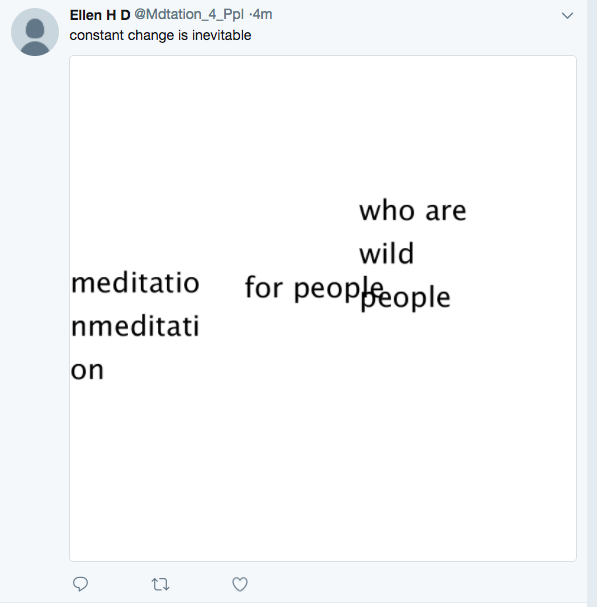 Ellen H D @Mdtation_4_Ppl ·4m
constant change is inevitable
meditatio
nmeditati
on
for people
who are
wild
people